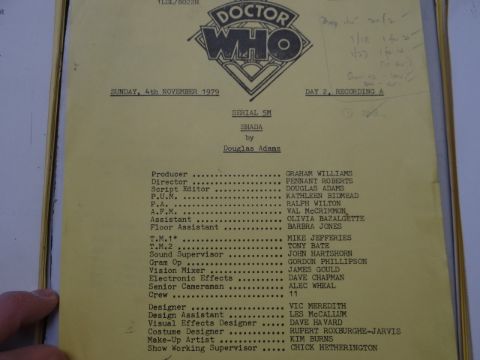 1LDL/8022H
DOCTOR
WHO
SUNDAY, 4th NOVEMBER 1979 DAY 2, RECORDING A
SERIAL 5M
SHADA
by
Douglas Adams
Producer .................... GRAHAM WILLIAMS
Director .................... PENNANT ROBERTS
Script Editor ............... DOUGLAS ADAMS
P.U.M. ...................... KATHLEEN BIDMEAD
P.A. ........................ RALPH WILTON
A.F.M. ...................... VAL McCRIMMON
Assistant ................... OLIVIA BAZALGETTE
Floor Assistant ............. BARBRA JONES
T.M.1* ...................... MIKE JEFFERIES
T.M.2 ....................... TONY BATE
Sound Supervisor ............ JOHN HARTSHORN
Gram Op ..................... GORDON PHILLIPSON
Vision Mixer ................ JAMES GOULD
Electronic Effects .......... DAVE CHAPMAN
Senior Cameraman ............ ALEC WHEAL
Crew ........................ 11
Designer .................... VIC MEREDITH
Design Assistant ............ LES McCALLUM
Visual Effects Designer ..... DAVE HAVARD
Costume Designer ............ RUPERT ROXBURGHE-JARVIS
Make-Up Artist .............. KIM BURNS
Show Working Supervisor ..... CHICK HETHERINGTON